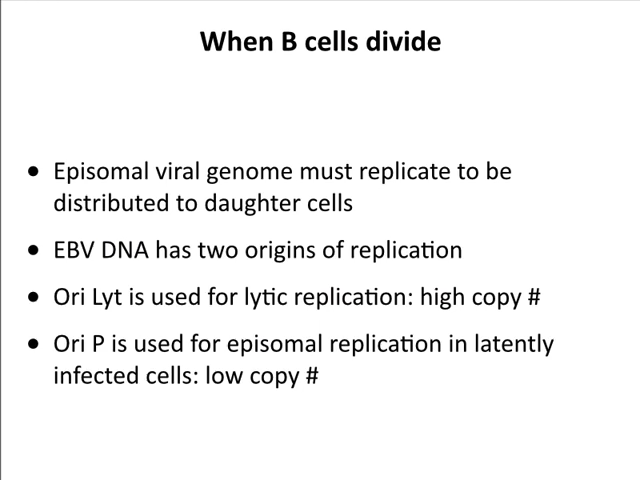 When B cells divide
• Episomal viral genome must replicate to be
distributed to daughter cells
• EBV DNA has two origins of replication
• Ori Lyt is used for lytic replication: high copy #
• Ori P is used for episomal replication in latently
infected cells: low copy #